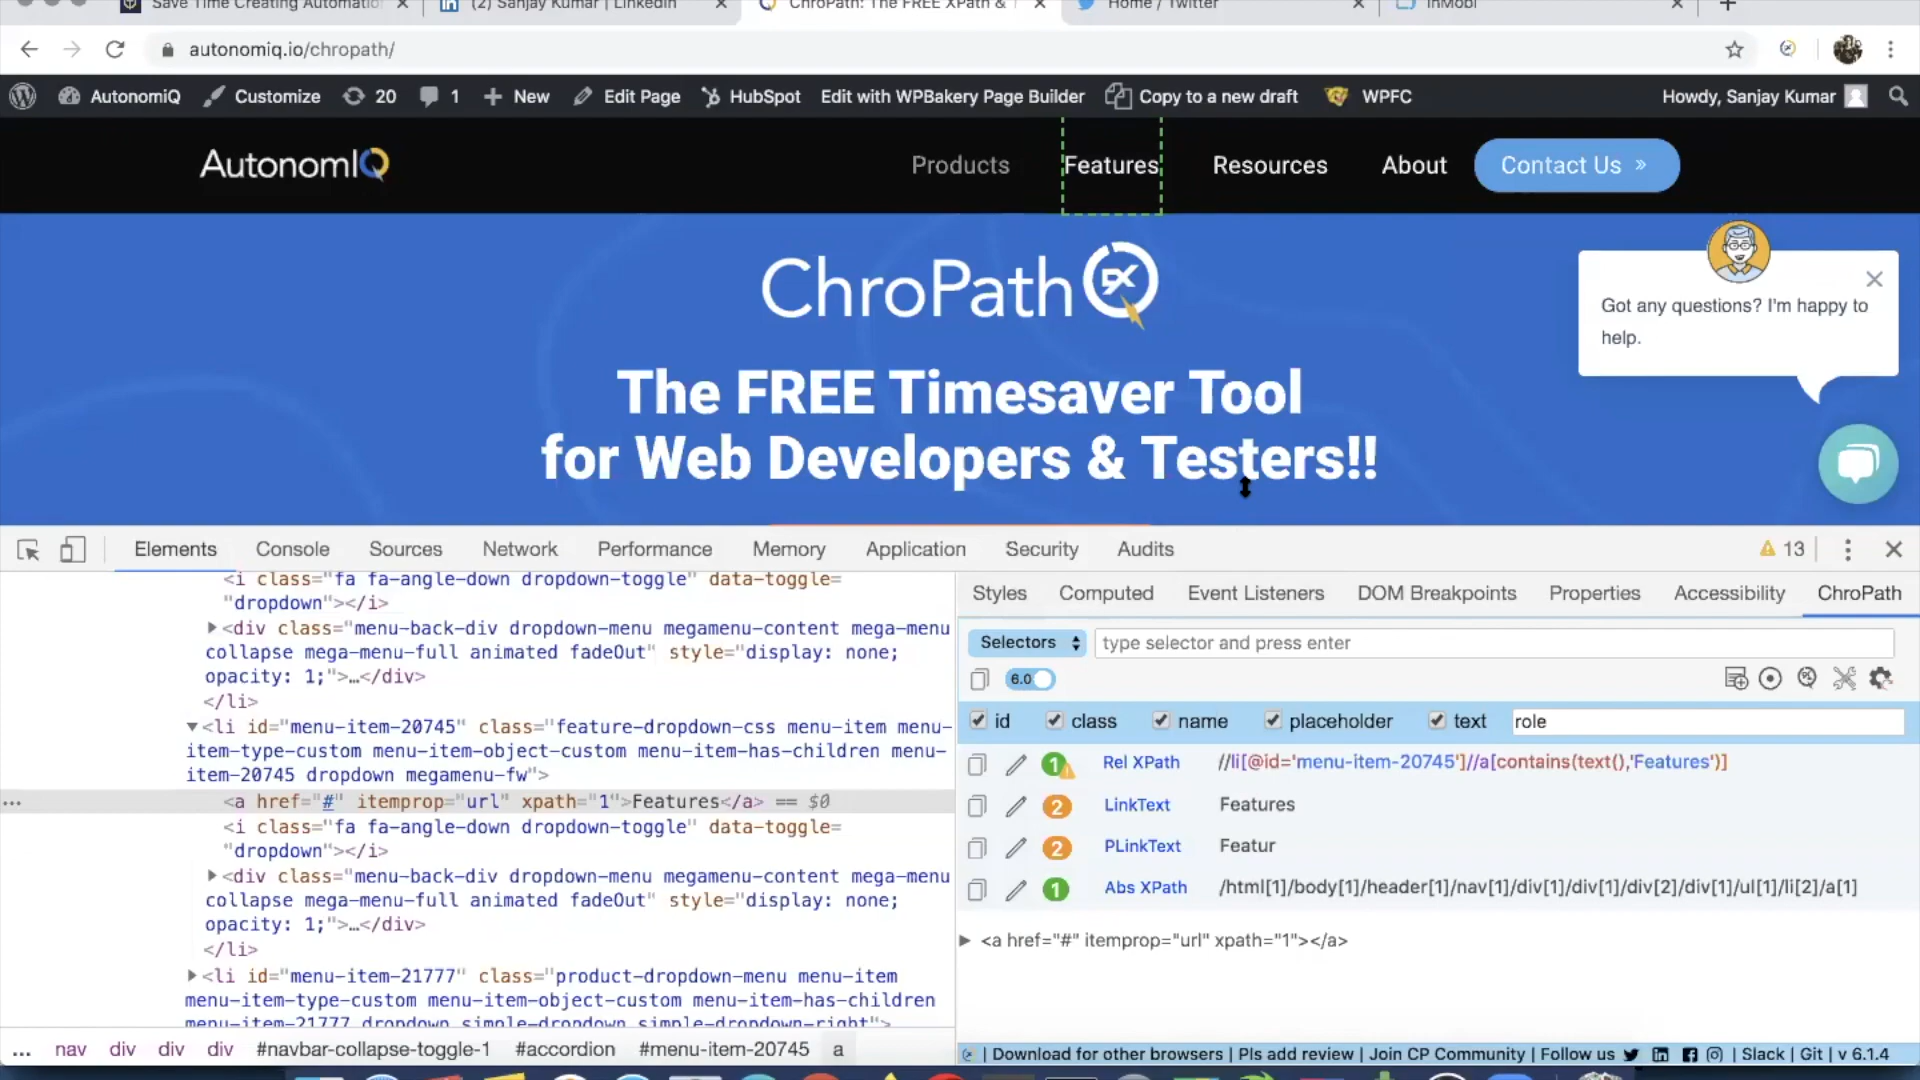 Save Time Creating Automatio
(2) Sanjay Kumar | LinkedIn
ChroPath: The FREE XPath &
Home / Twitter
InMobi
autonomiq.io/chropath/
AutonomiQ Customize 20 1 New Edit Page HubSpot Edit with WPBakery Page Builder Copy to a new draft WPFC Howdy, Sanjay Kumar
AutonomIQ Products Features Resources About Contact Us »
ChroPath
The FREE Timesaver Tool
for Web Developers & Testers!!
Got any questions? I'm happy to
help.
Elements Console Sources Network Performance Memory Application Security Audits 13
<i class="fa fa-angle-down dropdown-toggle" data-toggle=
"dropdown"></i>
<div class="menu-back-div dropdown-menu megamenu-content mega-menu
collapse mega-menu-full animated fadeOut" style="display: none;
opacity: 1;">…</div>
</li>
<li id="menu-item-20745" class="feature-dropdown-css menu-item menu-
item-type-custom menu-item-object-custom menu-item-has-children menu-
item-20745 dropdown megamenu-fw">
… <a href="#" itemprop="url" xpath="1">Features</a> == $0
<i class="fa fa-angle-down dropdown-toggle" data-toggle=
"dropdown"></i>
<div class="menu-back-div dropdown-menu megamenu-content mega-menu
collapse mega-menu-full animated fadeOut" style="display: none;
opacity: 1;">…</div>
</li>
<li id="menu-item-21777" class="product-dropdown-menu menu-item
menu-item-type-custom menu-item-object-custom menu-item-has-children
menu-item-21777 dropdown simple-dropdown simple-dropdown-right">
… nav div div div #navbar-collapse-toggle-1 #accordion #menu-item-20745 a
Styles Computed Event Listeners DOM Breakpoints Properties Accessibility ChroPath
Selectors type selector and press enter
6.0
id class name placeholder text role
1 Rel XPath //li[@id='menu-item-20745']//a[contains(text(),'Features')]
2 LinkText Features
2 PLinkText Featur
1 Abs XPath /html[1]/body[1]/header[1]/nav[1]/div[1]/div[1]/div[2]/div[1]/ul[1]/li[2]/a[1]
<a href="#" itemprop="url" xpath="1"></a>
| Download for other browsers | Pls add review | Join CP Community | Follow us | Slack | Git | v 6.1.4